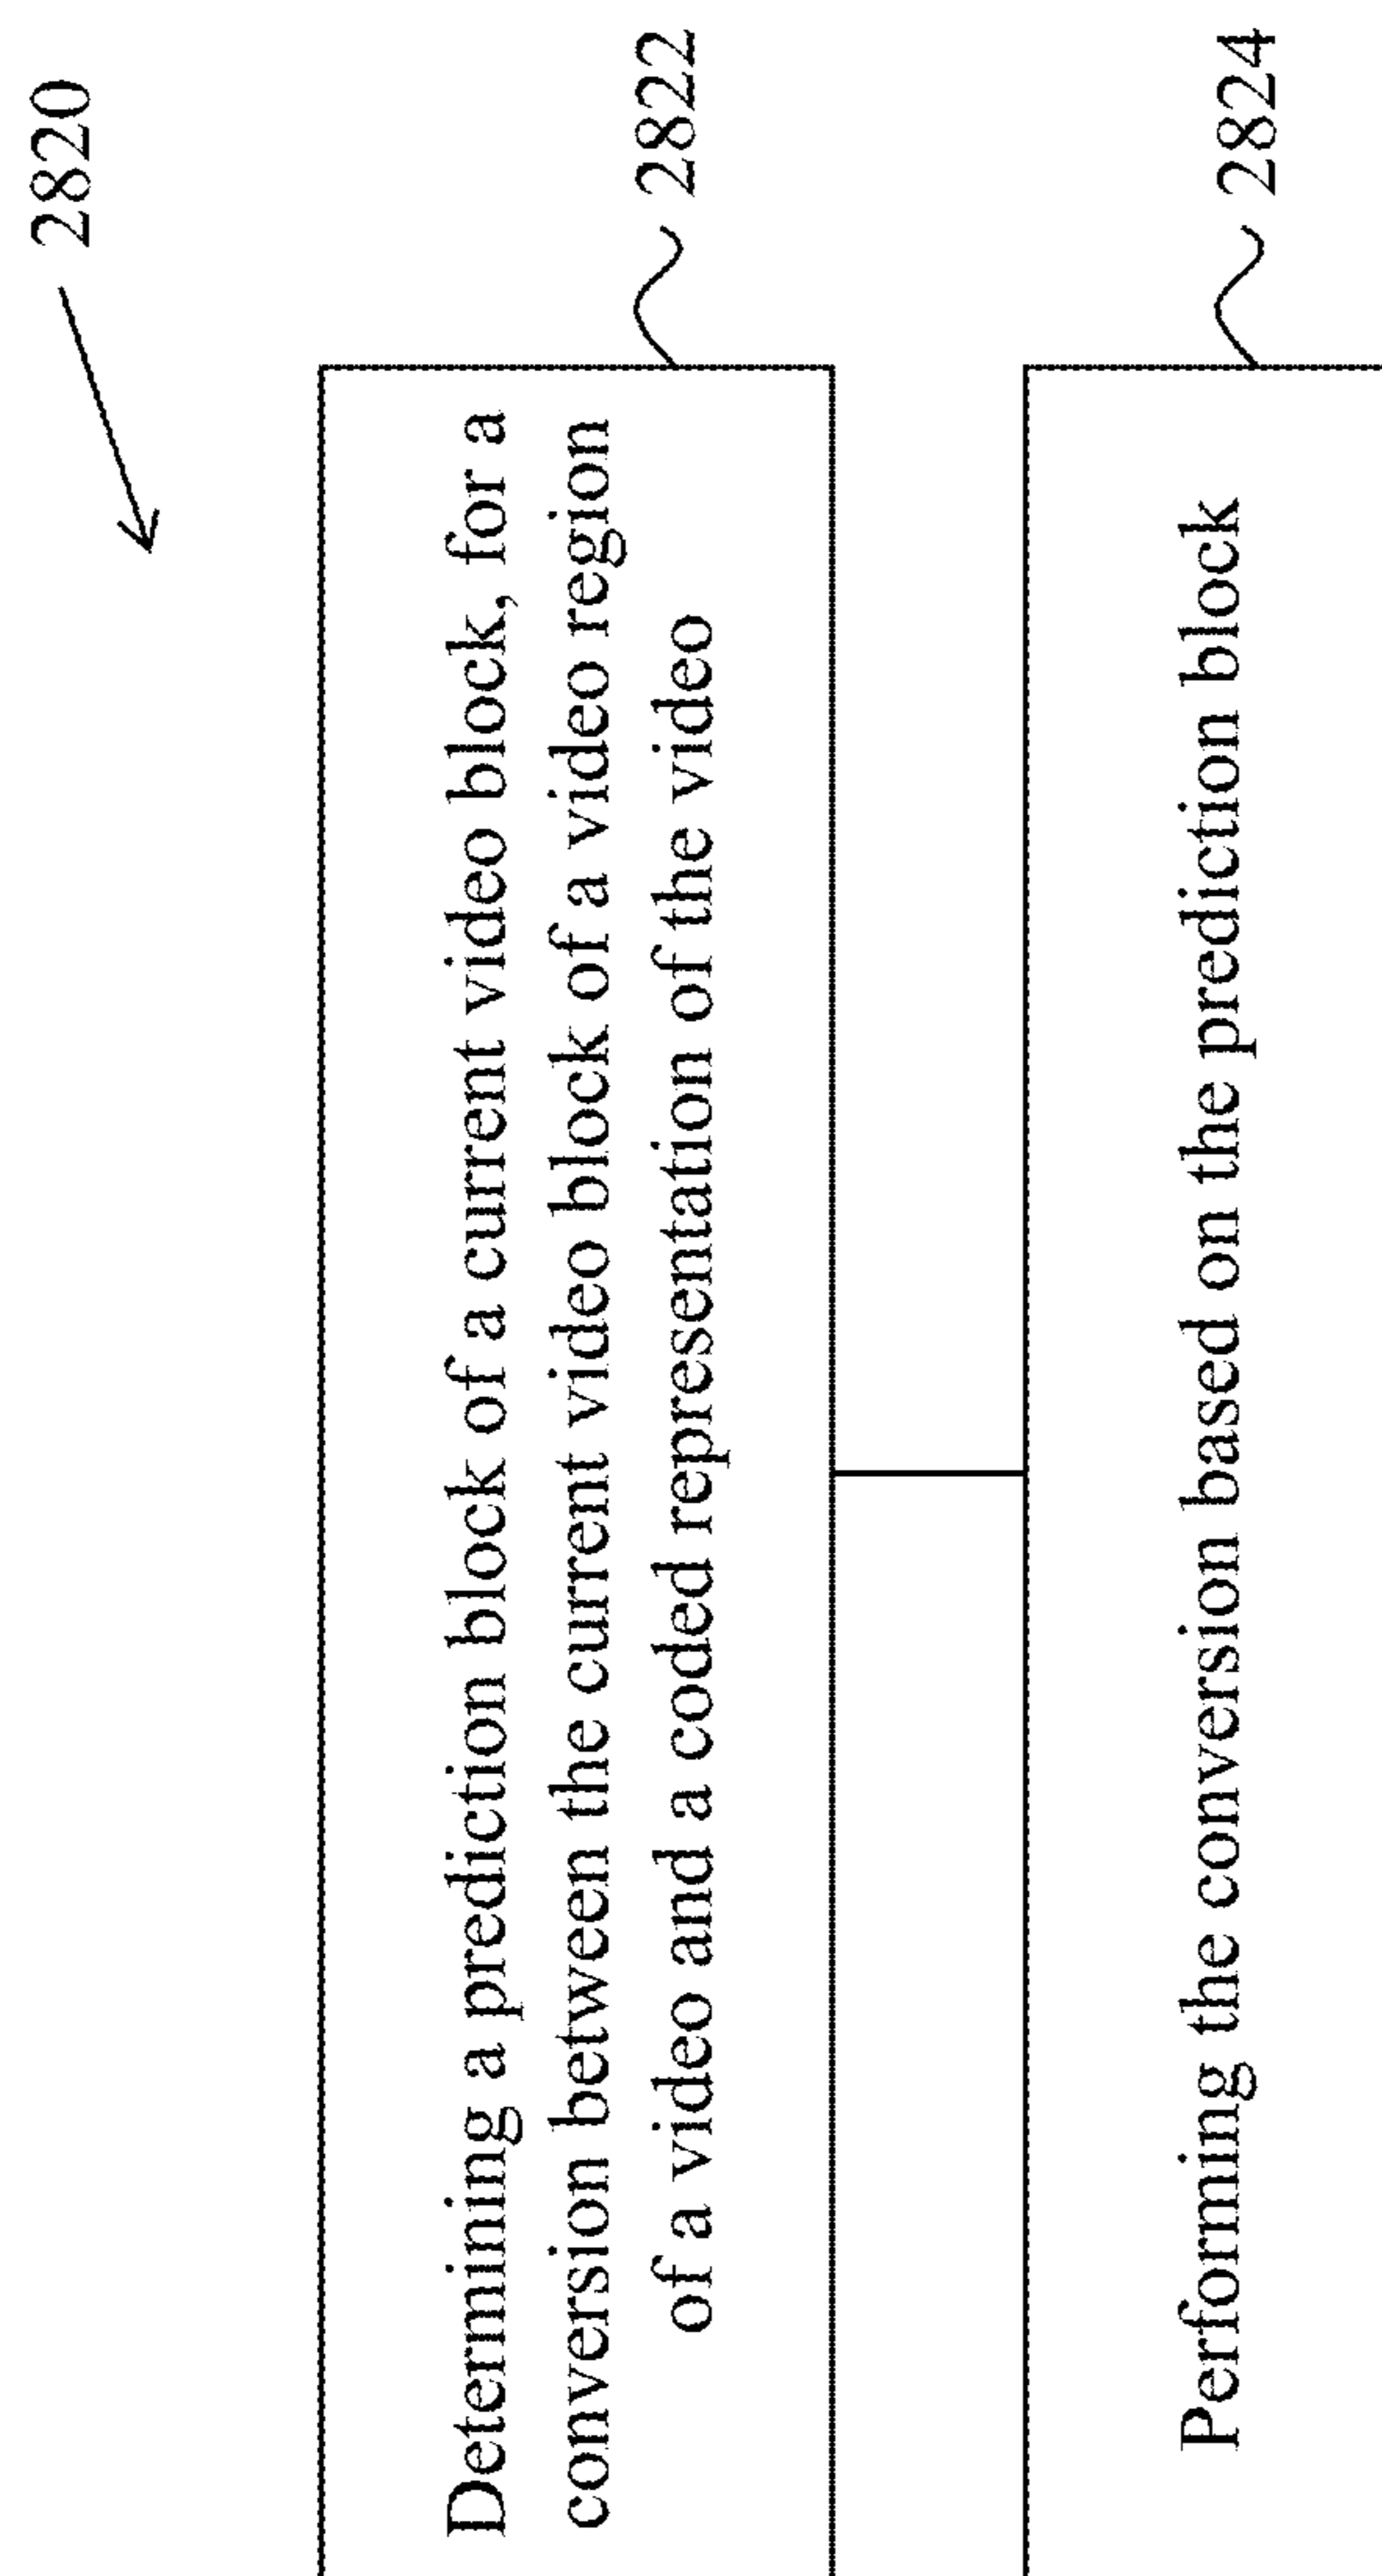 2820
Determining a prediction block of a current video block, for a
conversion between the current video block of a video region
of a video and a coded representation of the video
2822
Performing the conversion based on the prediction block
2824